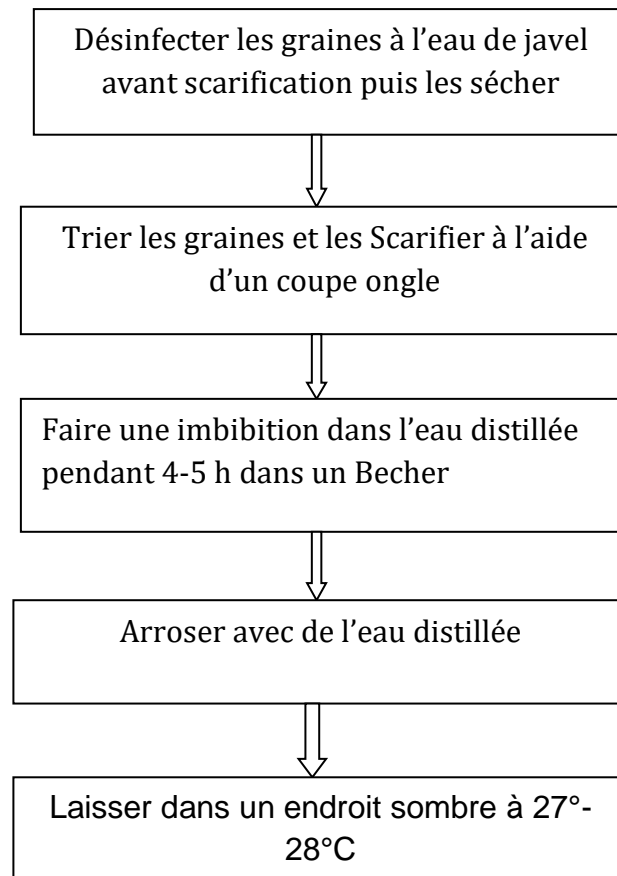 Désinfecter les graines à l’eau de javel
avant scarification puis les sécher
Trier les graines et les Scarifier à l’aide
d’un coupe ongle
Faire une imbibition dans l’eau distillée
pendant 4-5 h dans un Becher
Arroser avec de l’eau distillée
Laisser dans un endroit sombre à 27°-
28°C